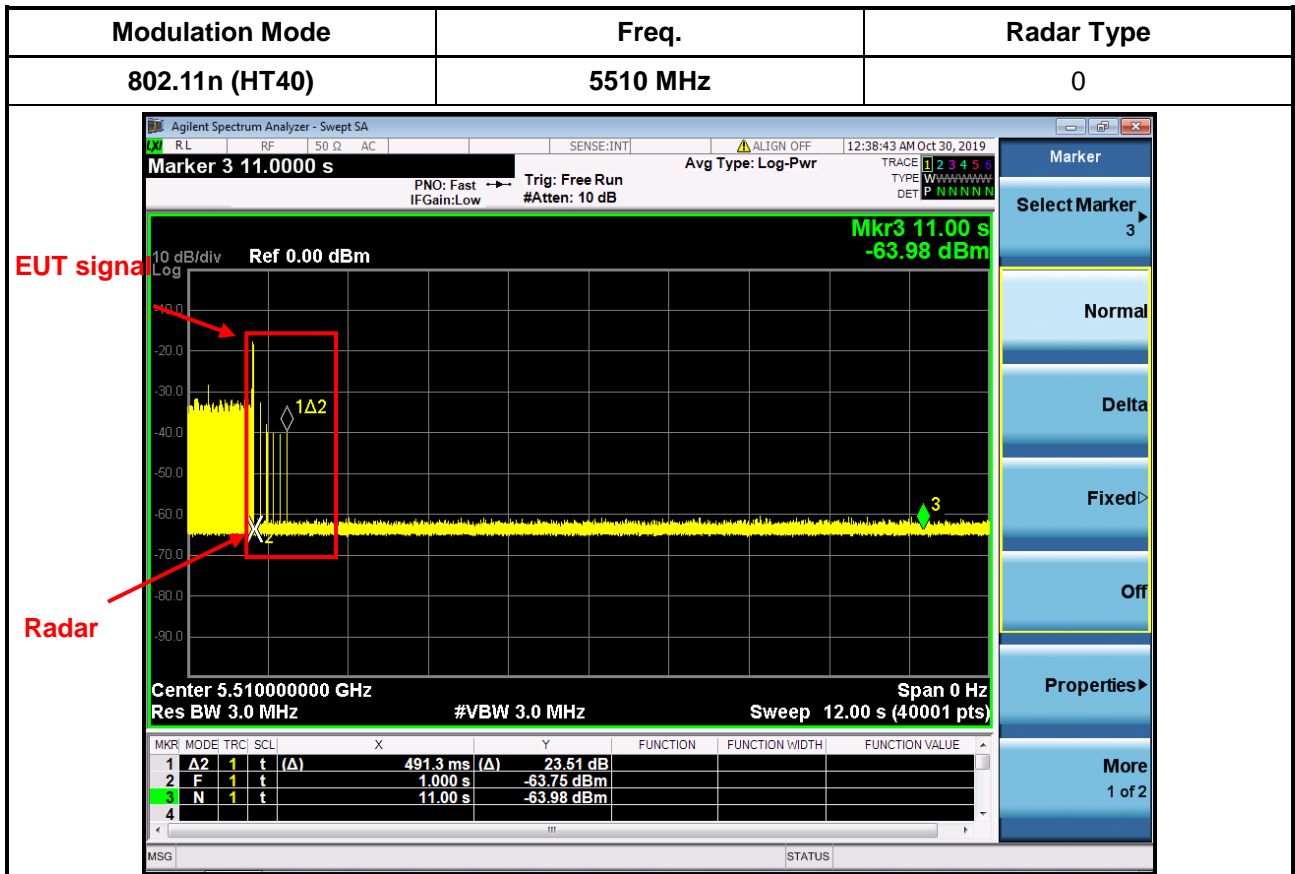 Modulation Mode Freq. Radar Type
802.11n (HT40) 5510 MHz 0
Agilent Spectrum Analyzer - Swept SA
LXI RL RF 50 Ω AC SENSE:INT ALIGN OFF 12:38:43 AM Oct 30, 2019
Marker 3 11.0000 s
PNO: Fast
IFGain:Low
Trig: Free Run
#Atten: 10 dB
Avg Type: Log-Pwr
TRACE 1 2 3 4 5 6
TYPE WWWWWW
DET P N N N N N
Mkr3 11.00 s
-63.98 dBm
10 dB/div Ref 0.00 dBm
Log
EUT signal
-10.0
-20.0
-30.0
-40.0
-50.0
-60.0
-70.0
-80.0
-90.0
1Δ2
3
2
Radar
Center 5.510000000 GHz Span 0 Hz
Res BW 3.0 MHz #VBW 3.0 MHz Sweep 12.00 s (40001 pts)
MKR MODE TRC SCL X Y FUNCTION FUNCTION WIDTH FUNCTION VALUE
1 Δ2 1 t (Δ) 491.3 ms (Δ) 23.51 dB
2 F 1 t 1.000 s -63.75 dBm
3 N 1 t 11.00 s -63.98 dBm
4
MSG STATUS
Marker
Select Marker
3
Normal
Delta
Fixed
Off
Properties
More
1 of 2